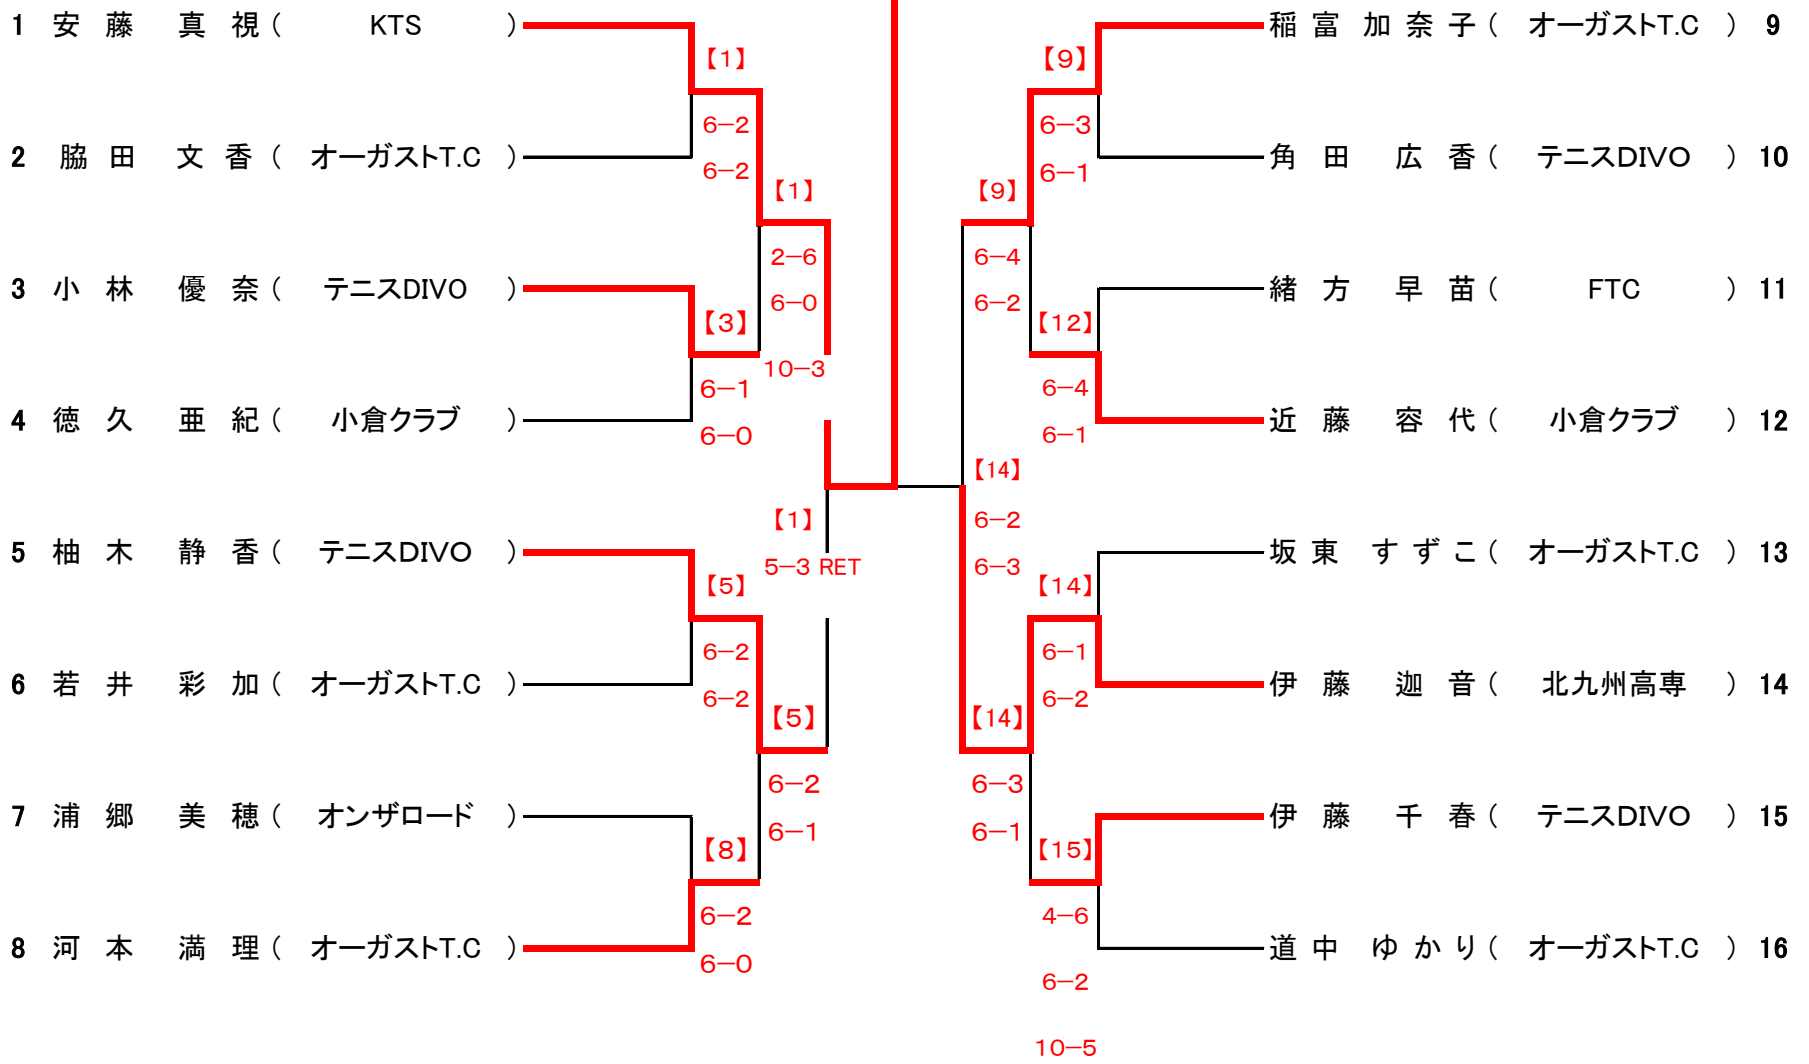 1 安藤 真視（ KTS ） 稲富 加奈子（ オーガストT.C ） 9
【1】 【9】
6−2 6−3
2 脇田 文香（ オーガストT.C ） 角田 広香（ テニスDIVO ） 10
6−2 6−1
【1】 【9】
2−6 6−4
3 小林 優奈（ テニスDIVO ） 緒方 早苗（ FTC ） 11
6−0 6−2
【3】 【12】
10−3
6−1 6−4
4 徳久 亜紀（ 小倉クラブ ） 近藤 容代（ 小倉クラブ ） 12
6−0 6−1
【14】
【1】 6−2
5 柚木 静香（ テニスDIVO ） 坂東 すずこ（ オーガストT.C ） 13
5−3 RET 6−3
【5】 【14】
6−2 6−1
6 若井 彩加（ オーガストT.C ） 伊藤 迦音（ 北九州高専 ） 14
6−2 6−2
【5】 【14】
6−2 6−3
7 浦郷 美穂（ オンザロード ） 伊藤 千春（ テニスDIVO ） 15
6−1 6−1
【8】 【15】
6−2 4−6
8 河本 満理（ オーガストT.C ） 道中 ゆかり（ オーガストT.C ） 16
6−0
6−2
10−5